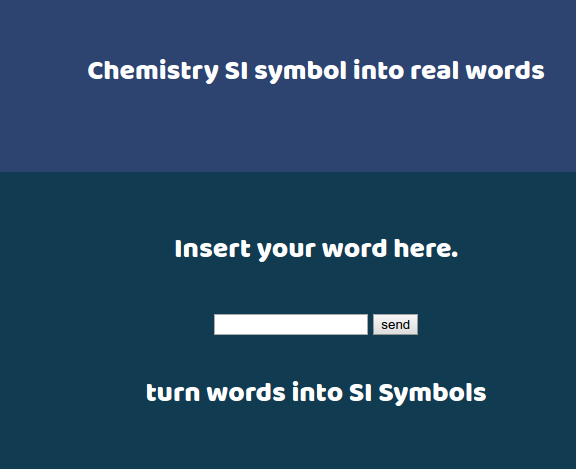 Chemistry SI symbol into real words
Insert your word here.
send
turn words into SI Symbols